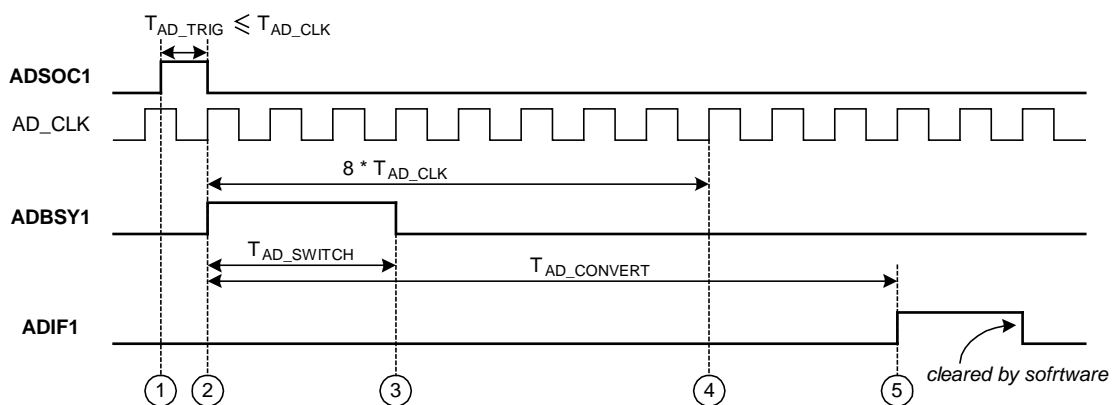 TAD_TRIG ⩽ TAD_CLK
ADSOC1
AD_CLK
8 * TAD_CLK
ADBSY1
TAD_SWITCH
TAD_CONVERT
ADIF1
cleared by sofrtware
1 2 3 4 5